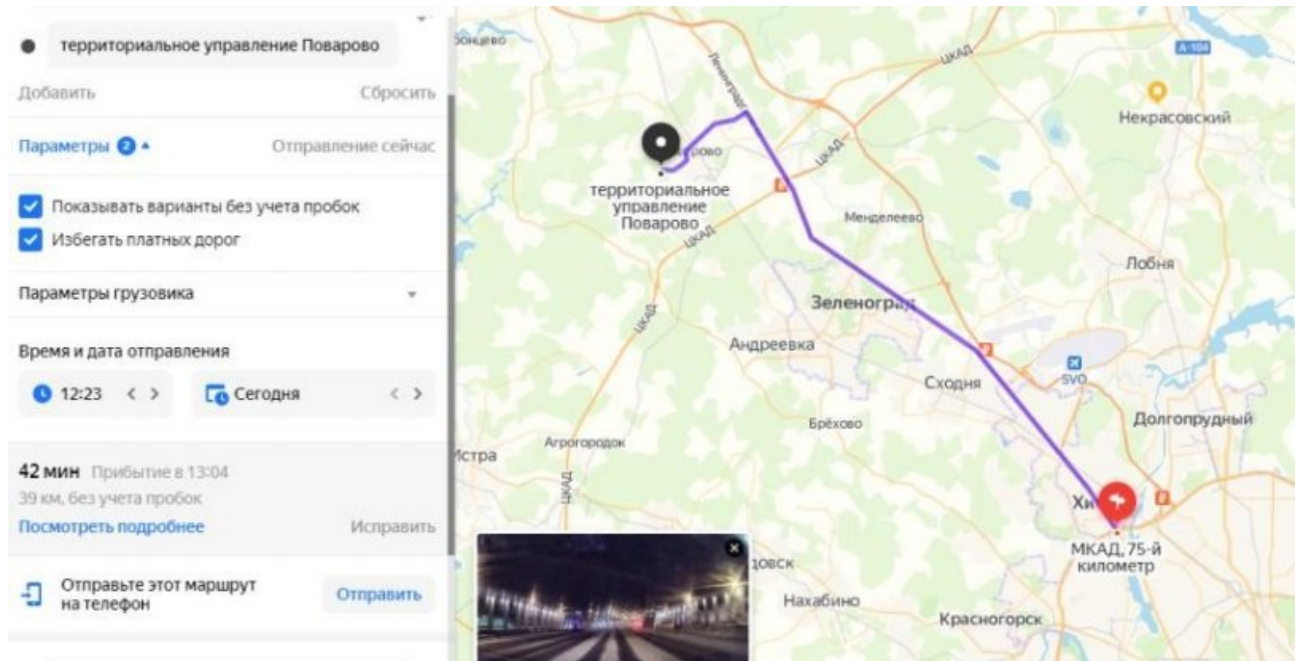 территориальное управление Поварово
Добавить
Сбросить
Параметры 2
Отправление сейчас
Показывать варианты без учета пробок
Избегать платных дорог
Параметры грузовика
Время и дата отправления
12:23
Сегодня
42 мин Прибытие в 13:04
39 км, без учета пробок
Посмотреть подробнее
Исправить
Отправьте этот маршрут
на телефон
Отправить
ЦКАД
А-104
Некрасовский
ЦКАД
территориальное
управление
Поварово
Менделеево
ЦКАД
Лобня
Зеленоград
ЦКАД
Андреевка
SVO
Сходня
Долгопрудный
Брёхово
Агрогородок
Истра
ЦКАД
МКАД, 75-й
километр
Нахабино
Красногорск